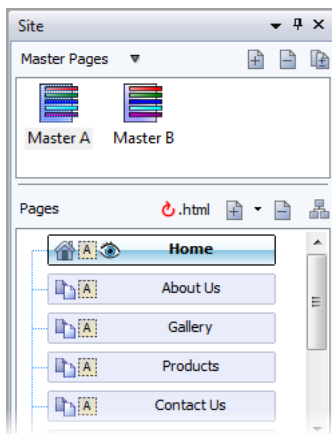 Site
Master Pages
Master A Master B
Pages .html
A Home
A About Us
A Gallery
A Products
A Contact Us